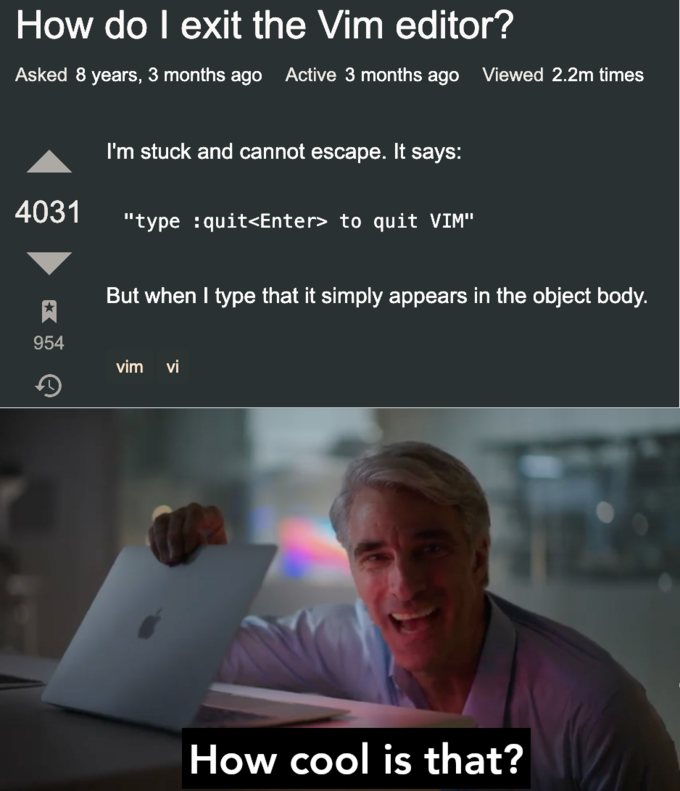 How do I exit the Vim editor?
Asked 8 years, 3 months ago Active 3 months ago Viewed 2.2m times
I'm stuck and cannot escape. It says:
4031
"type :quit<Enter> to quit VIM"
But when I type that it simply appears in the object body.
954
vim vi
How cool is that?